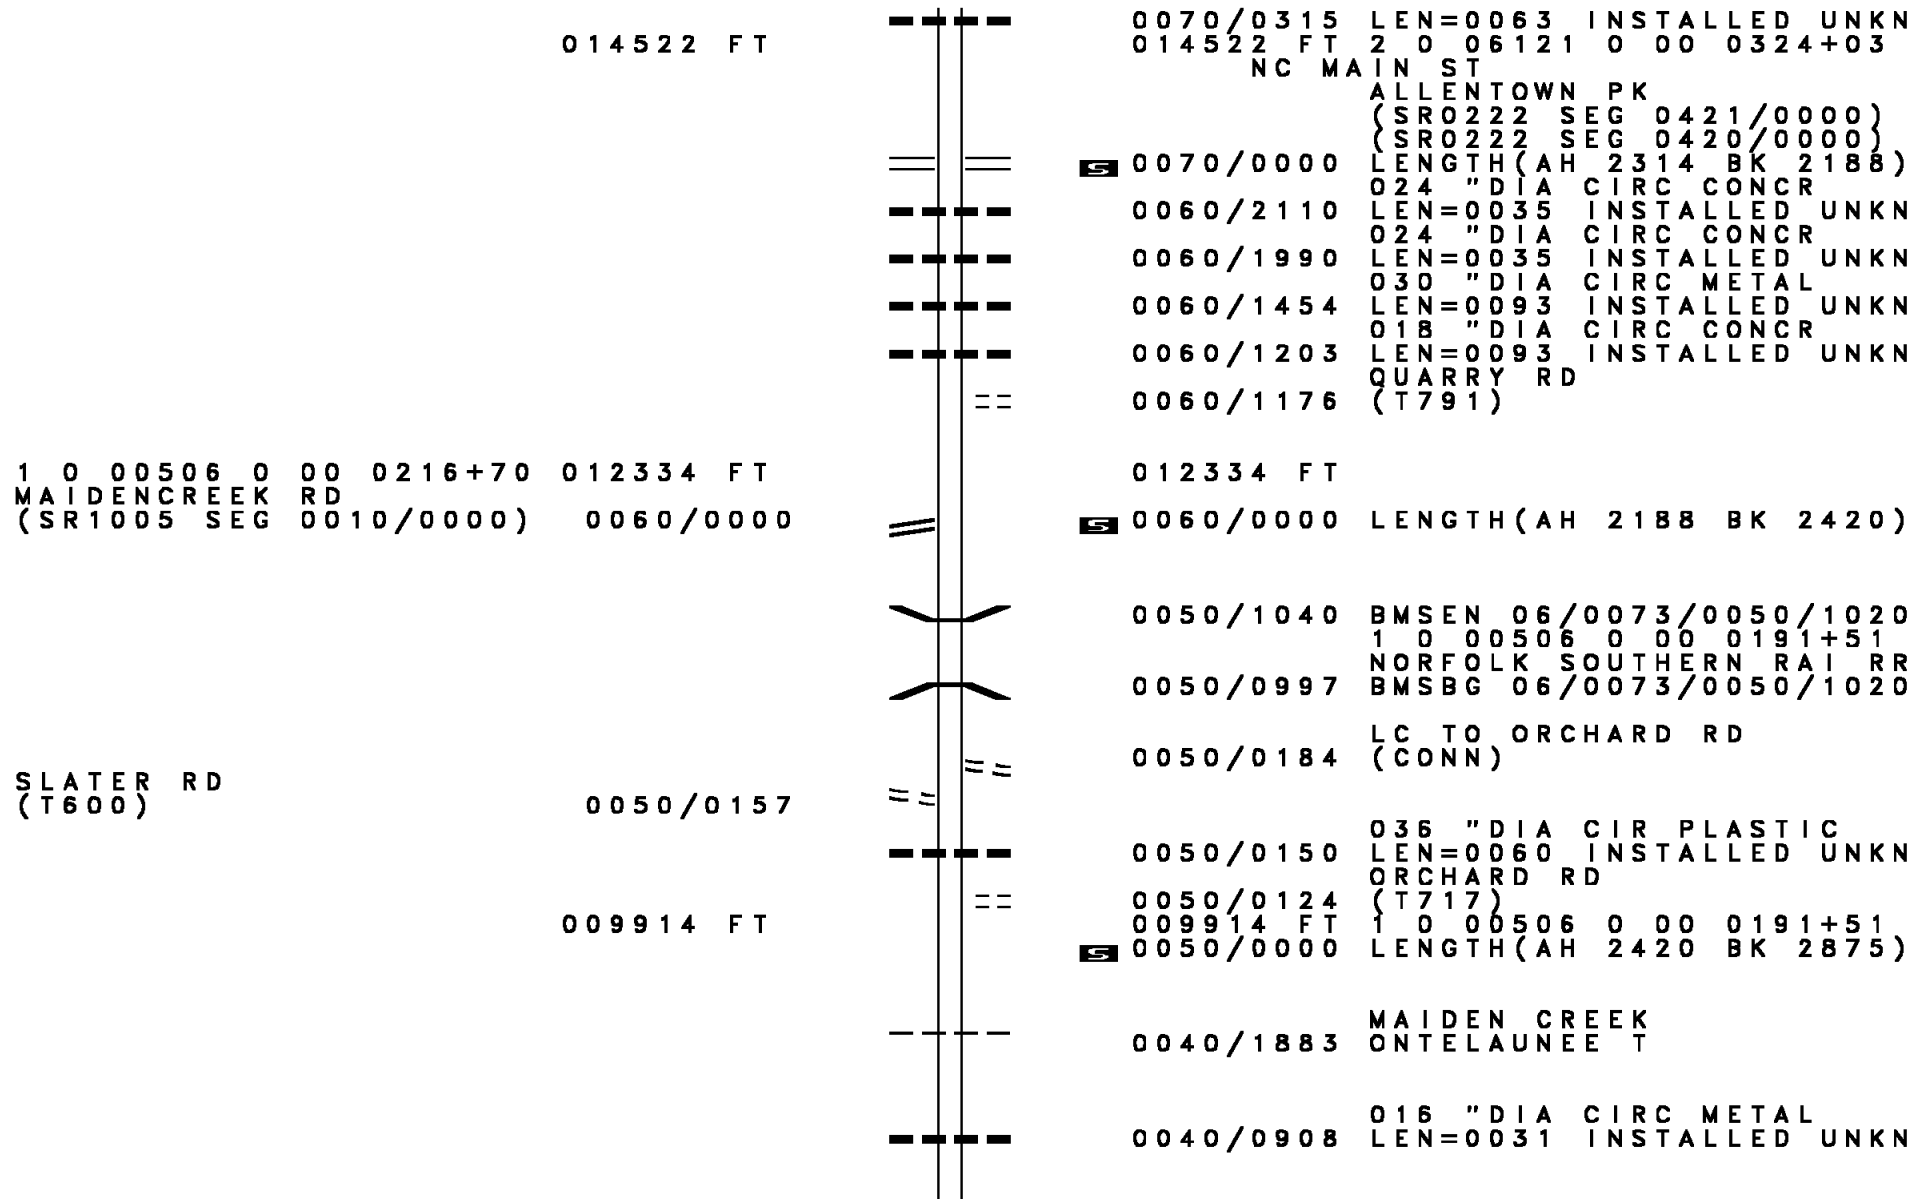 0070/0315 LEN=0063 INSTALLED UNKN
014522 FT 014522 FT 2 0 06121 0 00 0324+03
NC MAIN ST
ALLENTOWN PK
(SR0222 SEG 0421/0000)
(SR0222 SEG 0420/0000)
S 0070/0000 LENGTH(AH 2314 BK 2188)
024 "DIA CIRC CONCR
0060/2110 LEN=0035 INSTALLED UNKN
024 "DIA CIRC CONCR
0060/1990 LEN=0035 INSTALLED UNKN
030 "DIA CIRC METAL
0060/1454 LEN=0093 INSTALLED UNKN
018 "DIA CIRC CONCR
0060/1203 LEN=0093 INSTALLED UNKN
QUARRY RD
0060/1176 (T791)
1 0 00506 0 00 0216+70 012334 FT 012334 FT
MAIDENCREEK RD
(SR1005 SEG 0010/0000) 0060/0000 S 0060/0000 LENGTH(AH 2188 BK 2420)
0050/1040 BMSEN 06/0073/0050/1020
1 0 00506 0 00 0191+51
NORFOLK SOUTHERN RAI RR
0050/0997 BMSBG 06/0073/0050/1020
LC TO ORCHARD RD
0050/0184 (CONN)
SLATER RD
(T600) 0050/0157
036 "DIA CIR PLASTIC
0050/0150 LEN=0060 INSTALLED UNKN
ORCHARD RD
0050/0124 (T717)
009914 FT 009914 FT 1 0 00506 0 00 0191+51
S 0050/0000 LENGTH(AH 2420 BK 2875)
MAIDEN CREEK
0040/1883 ONTELAUNEE T
016 "DIA CIRC METAL
0040/0908 LEN=0031 INSTALLED UNKN